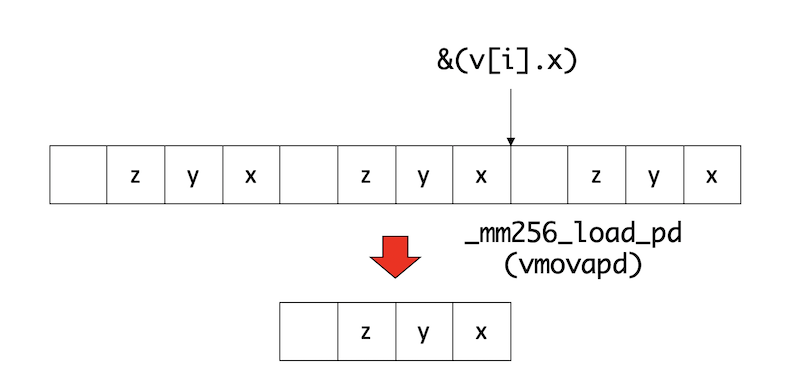 &(v[i].x)
z y x z y x z y x
_mm256_load_pd
(vmovapd)
z y x